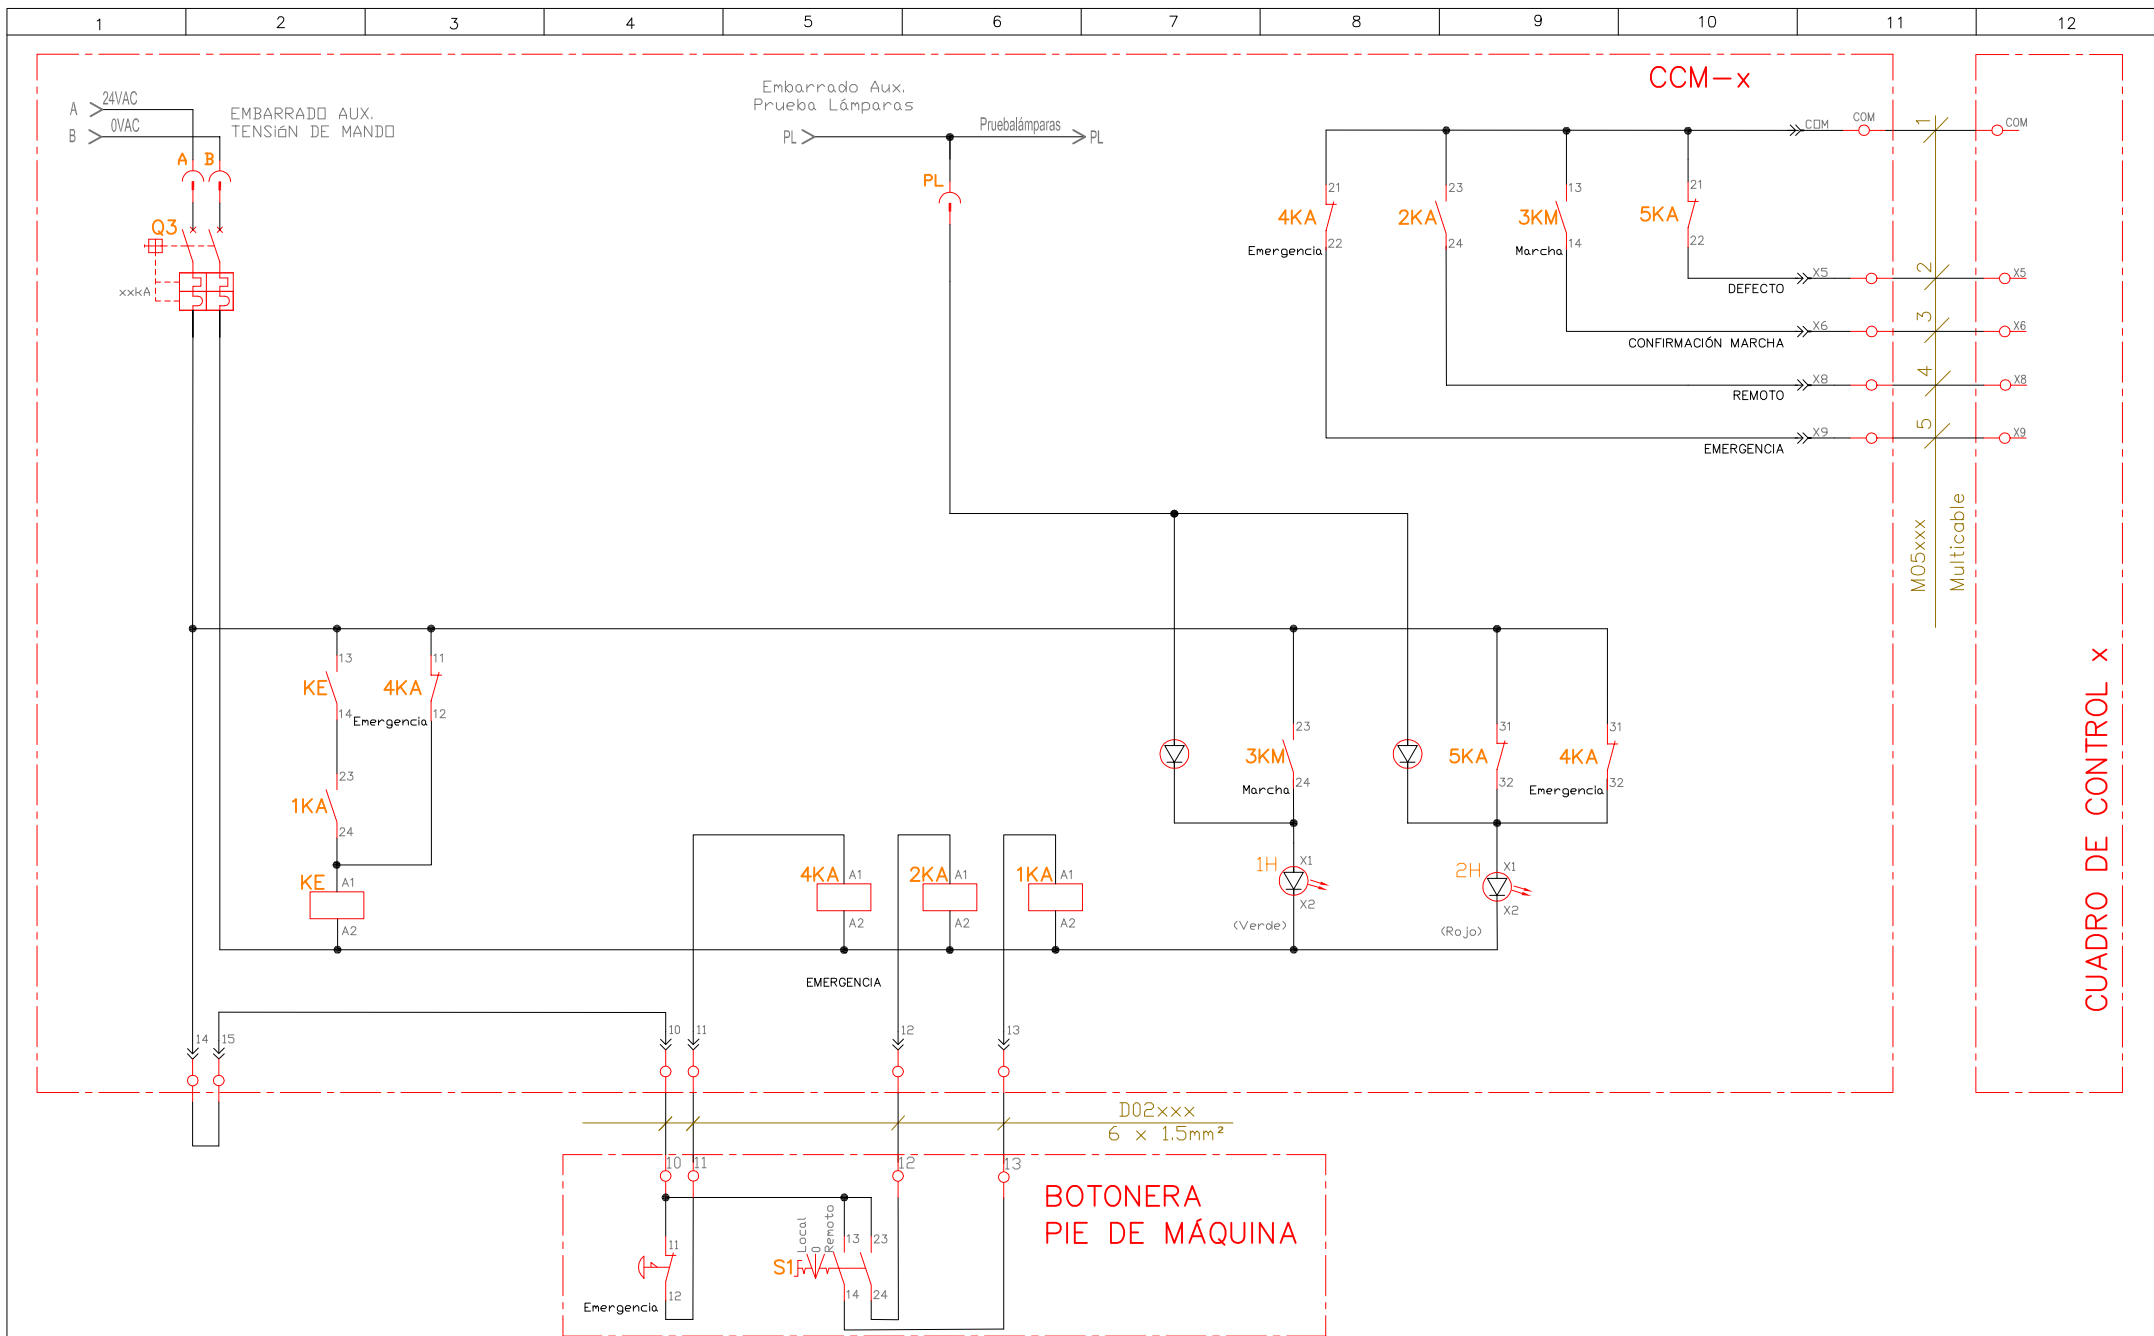 1 2 3 4 5 6 7 8 9 10 11 12
CCM-x
A 24VAC
B 0VAC
EMBARRADO AUX.
TENSIóN DE MANDO
A B
Q3
xxkA
Embarrado Aux.
Prueba Lámparas
PL Pruebalámparas PL
PL
21
4KA
Emergencia 22
23
2KA
24
13
3KM
Marcha 14
21
5KA
22
COM COM 1 COM
X5 2 X5
DEFECTO
X6 3 X6
CONFIRMACIÓN MARCHA
X8 4 X8
REMOTO
X9 5 X9
EMERGENCIA
M05xxx
Multicable
CUADRO DE CONTROL x
13
KE
14
11
4KA
Emergencia 12
23
1KA
24
KE A1
A2
4KA A1
A2
2KA A1
A2
1KA A1
A2
EMERGENCIA
23
3KM
Marcha 24
31
5KA
32
31
4KA
Emergencia 32
1H X1
X2
(Verde)
2H X1
X2
(Rojo)
14 15 10 11 12 13
D02xxx
6 x 1.5mm²
10 11 12 13
BOTONERA
PIE DE MÁQUINA
11
12
Emergencia
S1
Local
0
Remoto
13 23
14 24